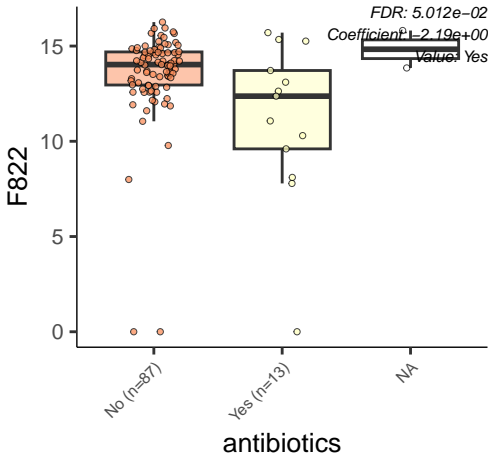 FDR: 5.012e−02
Coefficient: −2.19e+00
Value: Yes
F822
15
10
5
0
No (n=87)
Yes (n=13)
NA
antibiotics